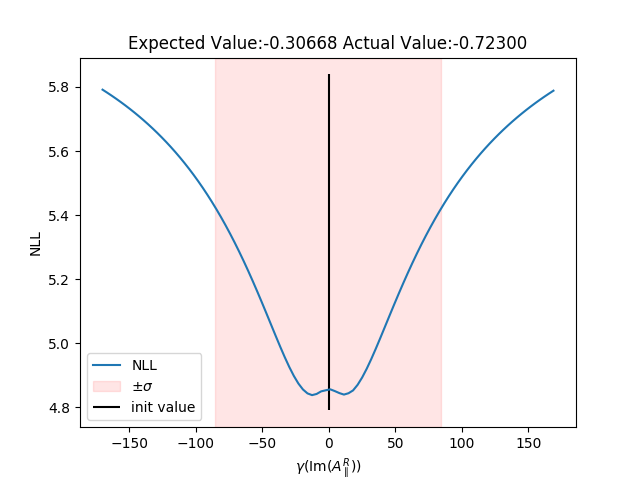 Expected Value:-0.30668 Actual Value:-0.72300
5.8
5.6
5.4
5.2
5.0
4.8
NLL
NLL
±σ
init value
−150 −100 −50 0 50 100 150
γ(Im(A∥^R))